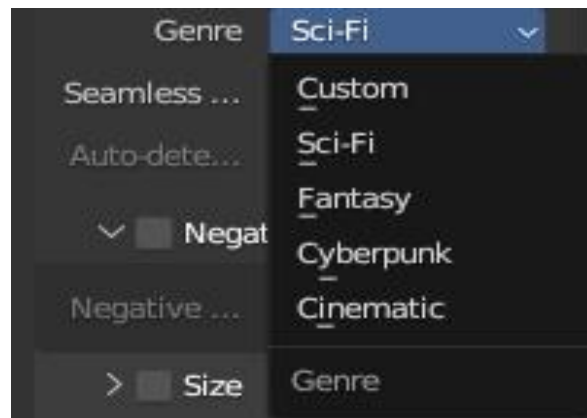 Genre Sci-Fi
Seamless ... Custom
Auto-dete... Sci-Fi
Fantasy
Negat Cyberpunk
Negative ... Cinematic
Size Genre